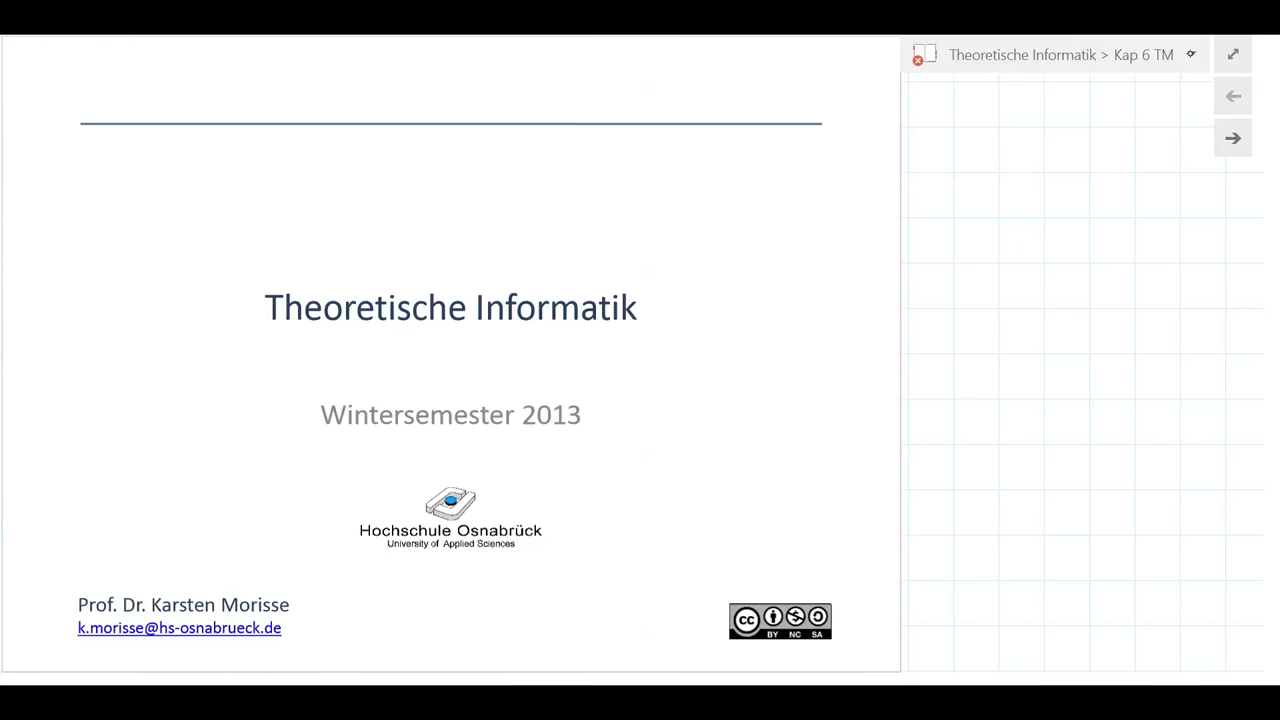 Theoretische Informatik > Kap 6 TM
Theoretische Informatik
Wintersemester 2013
Hochschule Osnabrück
University of Applied Sciences
Prof. Dr. Karsten Morisse
k.morisse@hs-osnabrueck.de
cc
BY NC SA